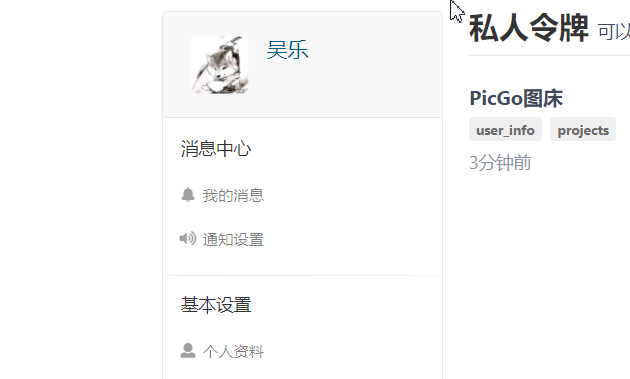 吴乐
消息中心
我的消息
通知设置
基本设置
个人资料
私人令牌 可以
PicGo图床
user_info projects
3分钟前